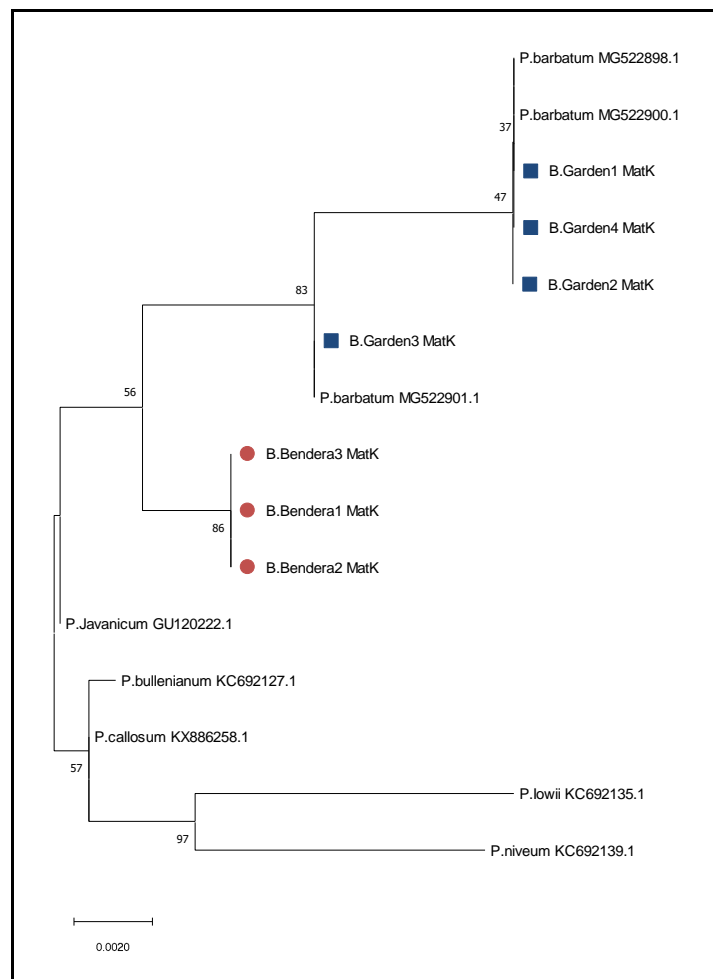 P.barbatum MG522898.1
P.barbatum MG522900.1
37
B.Garden1 MatK
47
B.Garden4 MatK
B.Garden2 MatK
83
B.Garden3 MatK
56
P.barbatum MG522901.1
B.Bendera3 MatK
B.Bendera1 MatK
86
B.Bendera2 MatK
P.Javanicum GU120222.1
P.bullenianum KC692127.1
P.callosum KX886258.1
57
P.lowii KC692135.1
97
P.niveum KC692139.1
0.0020